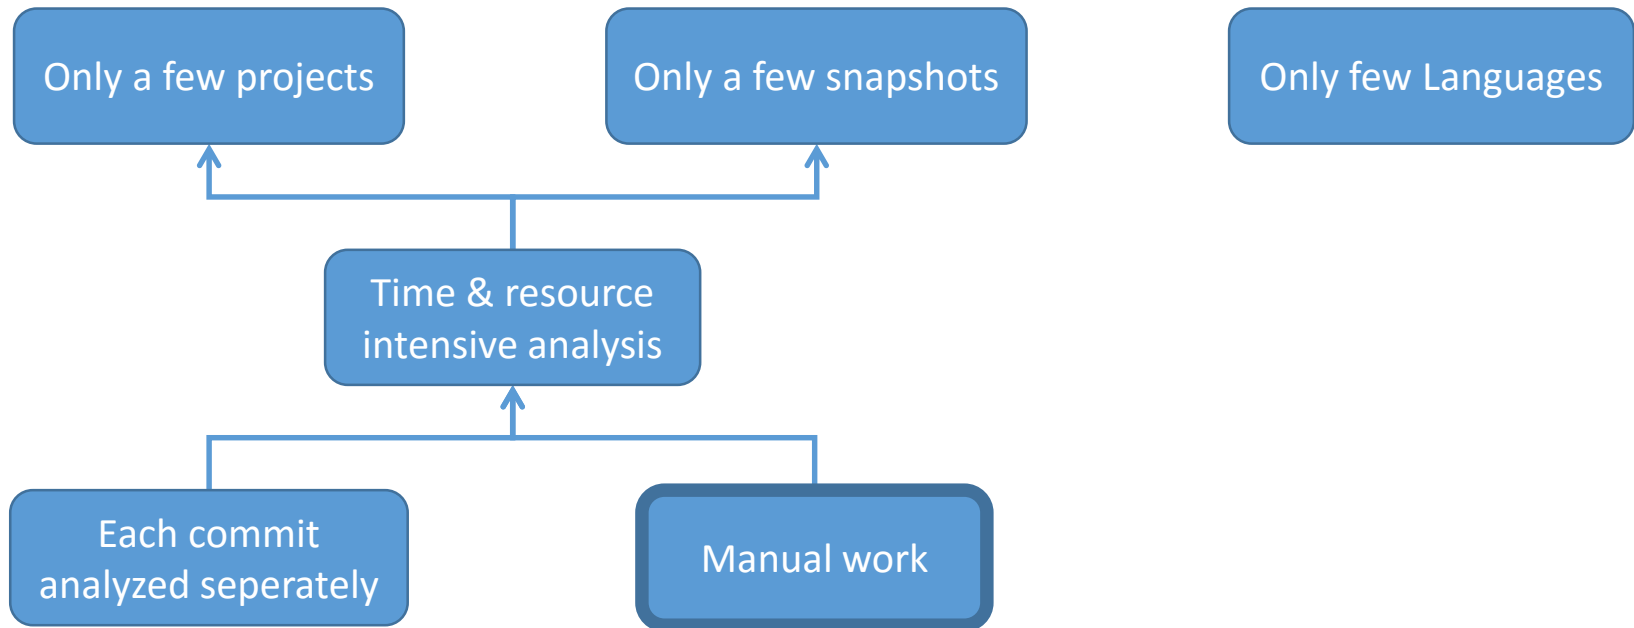 Only a few projects
Only a few snapshots
Only few Languages
Time & resource
intensive analysis
Each commit
analyzed seperately
Manual work